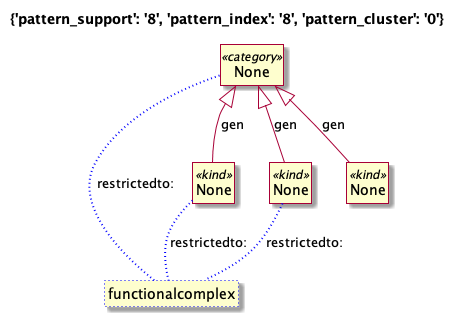 {'pattern_support': '8', 'pattern_index': '8', 'pattern_cluster': '0'}
«category»
None
gen
gen
gen
«kind»
None
«kind»
None
«kind»
None
restrictedto:
restrictedto:
restrictedto:
functionalcomplex